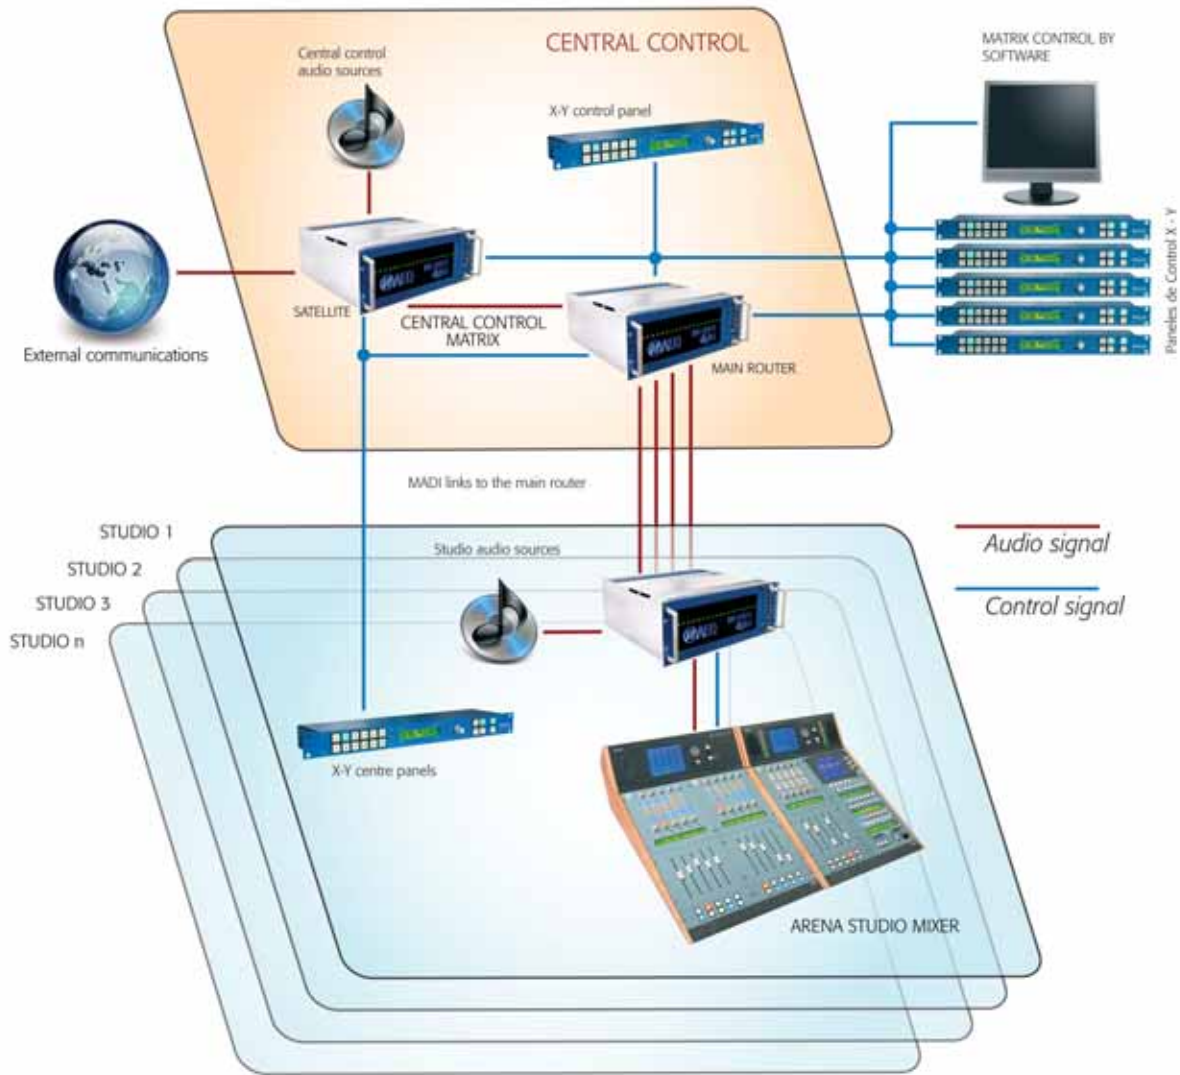 CENTRAL CONTROL
Central control
audio sources
X-Y control panel
MATRIX CONTROL BY
SOFTWARE
Paneles de Control X - Y
SATELLITE
CENTRAL CONTROL
MATRIX
MAIN ROUTER
External communications
MADI links to the main router
STUDIO 1
STUDIO 2
STUDIO 3
STUDIO n
Studio audio sources
Audio signal
Control signal
X-Y centre panels
ARENA STUDIO MIXER